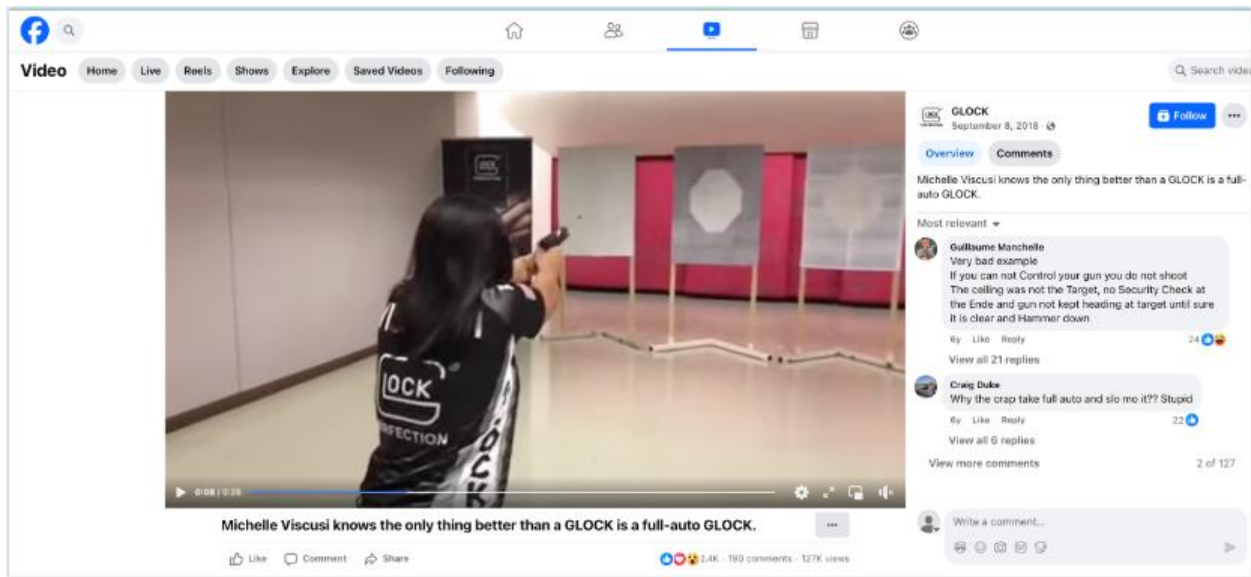 Video
Home
Live
Reels
Shows
Explore
Saved Videos
Following
Search video
GLOCK
September 8, 2018
Follow
Overview
Comments
Michelle Viscusi knows the only thing better than a GLOCK is a full-
auto GLOCK.
Most relevant
Guillaume Manchelle
Very bad example
If you can not Control your gun you do not shoot
The ceiling was not the Target, no Security Check at
the Ende and gun not kept heading at target until sure
it is clear and Hammer down
6y Like Reply 24
View all 21 replies
Craig Duke
Why the crap take full auto and slo mo it?? Stupid
6y Like Reply 22
View all 6 replies
View more comments 2 of 127
Write a comment...
GLOCK
GLOCK
PERFECTION
0:08 / 0:26
Michelle Viscusi knows the only thing better than a GLOCK is a full-auto GLOCK.
Like Comment Share
2.4K · 190 comments · 127K views